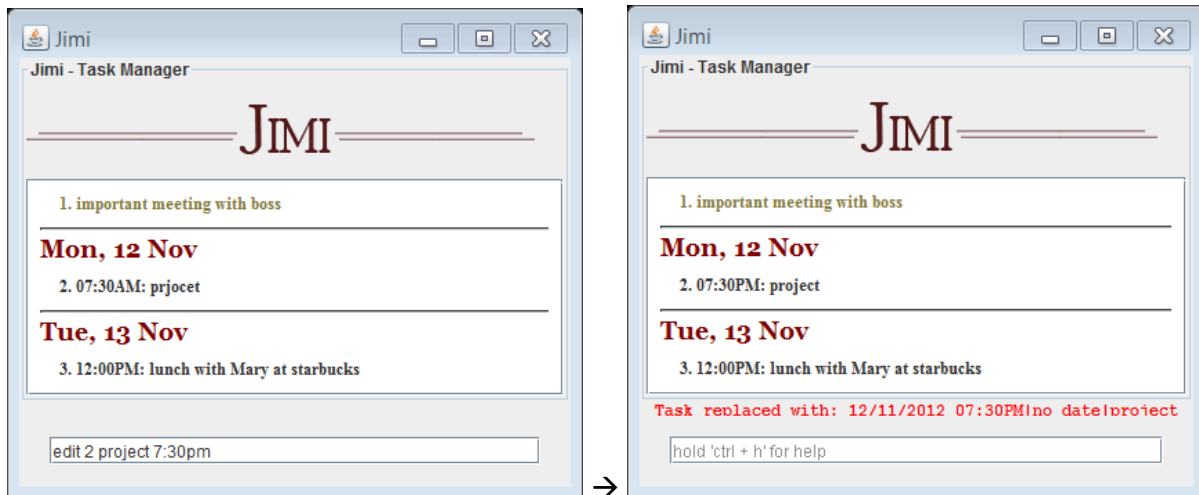 Jimi
Jimi - Task Manager
JIMI
1. important meeting with boss
Mon, 12 Nov
2. 07:30AM: prjocet
Tue, 13 Nov
3. 12:00PM: lunch with Mary at starbucks
edit 2 project 7:30pm
→
Jimi
Jimi - Task Manager
JIMI
1. important meeting with boss
Mon, 12 Nov
2. 07:30PM: project
Tue, 13 Nov
3. 12:00PM: lunch with Mary at starbucks
Task replaced with: 12/11/2012 07:30PM|no date|project
hold 'ctrl + h' for help